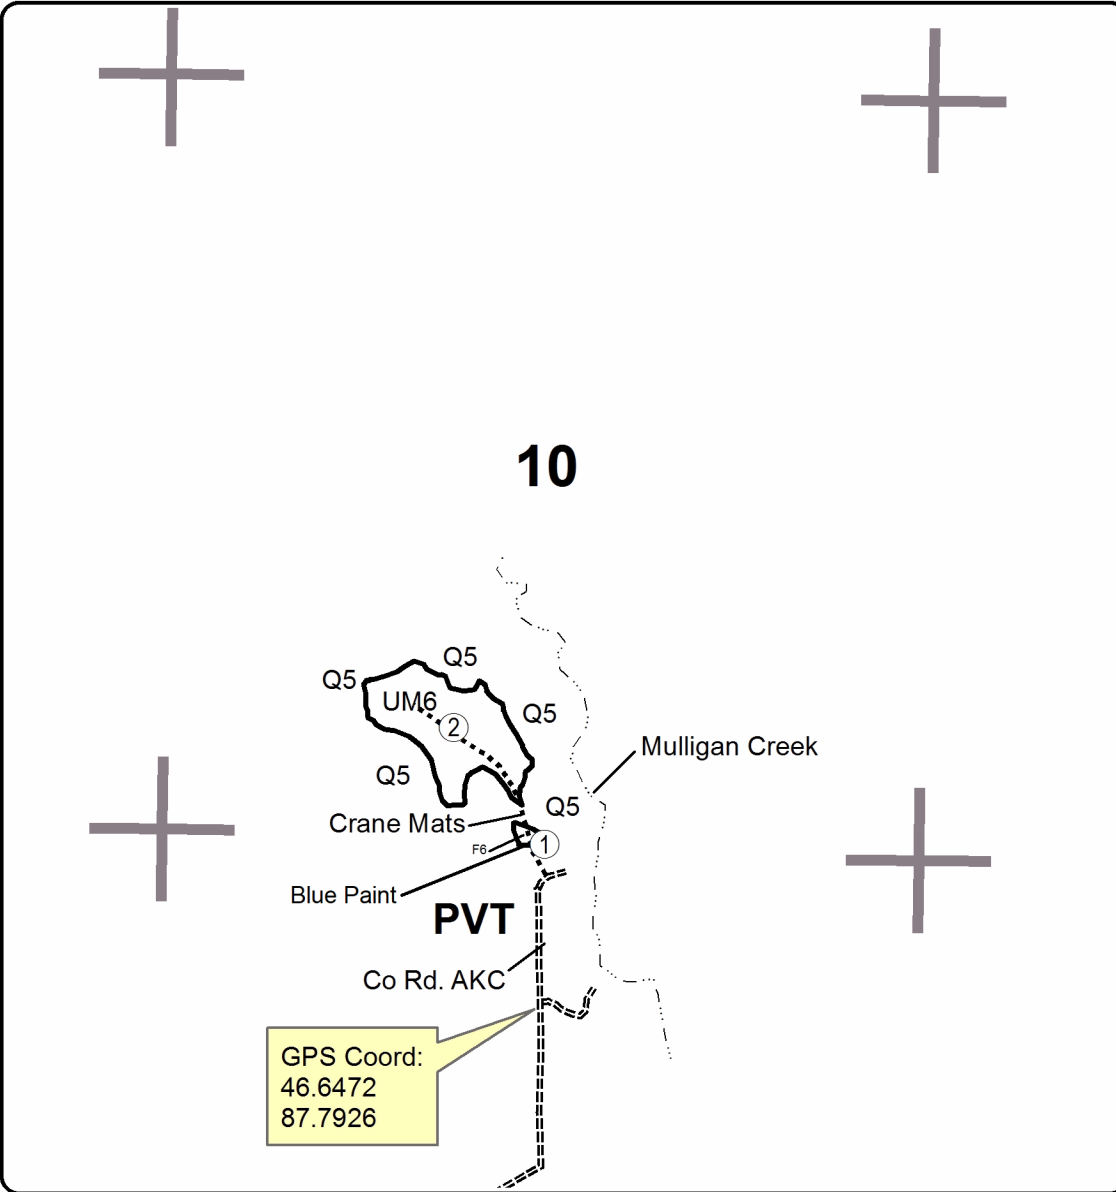 10
Q5
Q5
UM6
Q5
2
Mulligan Creek
Q5
Q5
Crane Mats
1
F6
Blue Paint
PVT
Co Rd. AKC
GPS Coord:
46.6472
87.7926